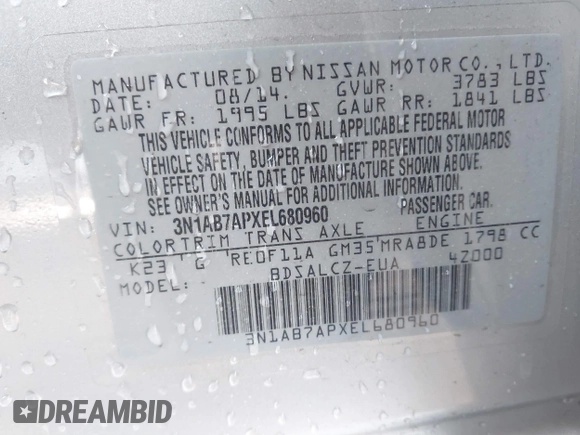 MANUFACTURED BY NISSAN MOTOR CO., LTD.
DATE: 08/14. GVWR: 3783 LBS
GAWR FR: 1995 LBS GAWR RR: 1841 LBS
THIS VEHICLE CONFORMS TO ALL APPLICABLE FEDERAL MOTOR
VEHICLE SAFETY, BUMPER AND THEFT PREVENTION STANDARDS
IN EFFECT ON THE DATE OF MANUFACTURE SHOWN ABOVE.
SEE OWNER'S MANUAL FOR ADDITIONAL INFORMATION.
VIN: 3N1AB7APXEL680960 PASSENGER CAR.
COLOR TRIM TRANS AXLE ENGINE
K23 G RE0F11A GM35 MRA8DE 1798 CC
MODEL: BDSALCZ-EUA 4Z000
3N1AB7APXEL680960
DREAMBID